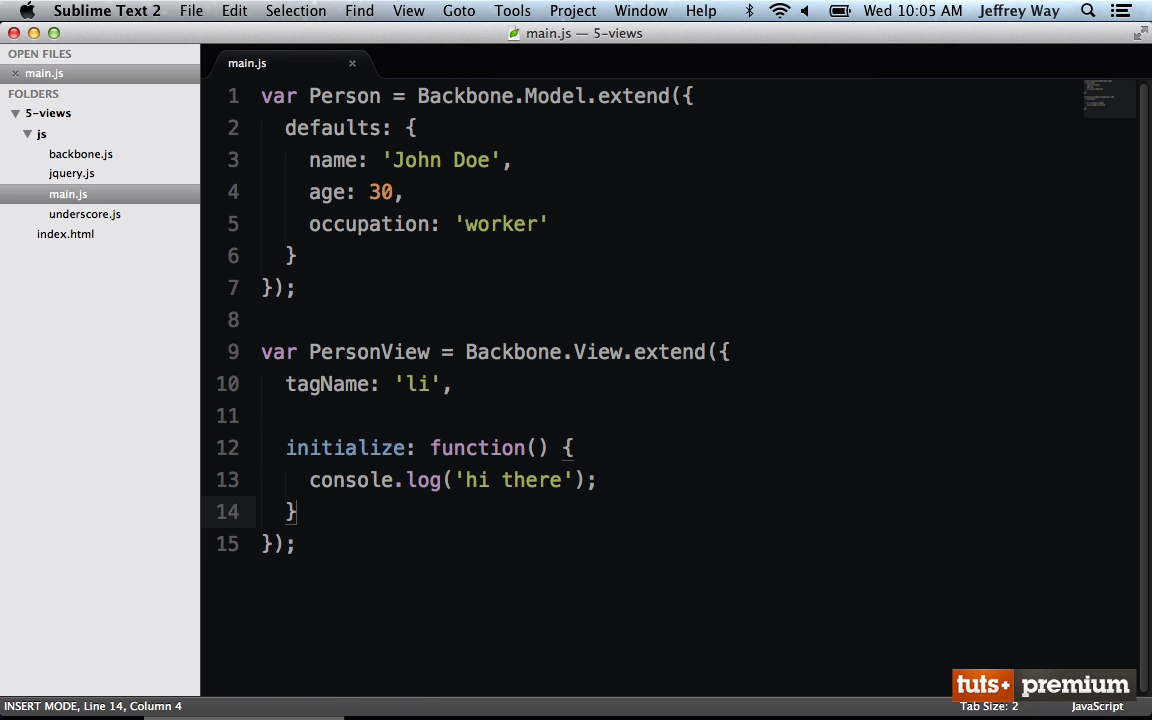 Sublime Text 2 File Edit Selection Find View Goto Tools Project Window Help Wed 10:05 AM Jeffrey Way
main.js — 5-views
OPEN FILES
× main.js
FOLDERS
5-views
js
backbone.js
jquery.js
main.js
underscore.js
index.html
main.js ×
1 var Person = Backbone.Model.extend({
2 defaults: {
3 name: 'John Doe',
4 age: 30,
5 occupation: 'worker'
6 }
7 });
8
9 var PersonView = Backbone.View.extend({
10 tagName: 'li',
11
12 initialize: function() {
13 console.log('hi there');
14 }
15 });
tuts+ premium
INSERT MODE, Line 14, Column 4 Tab Size: 2 JavaScript